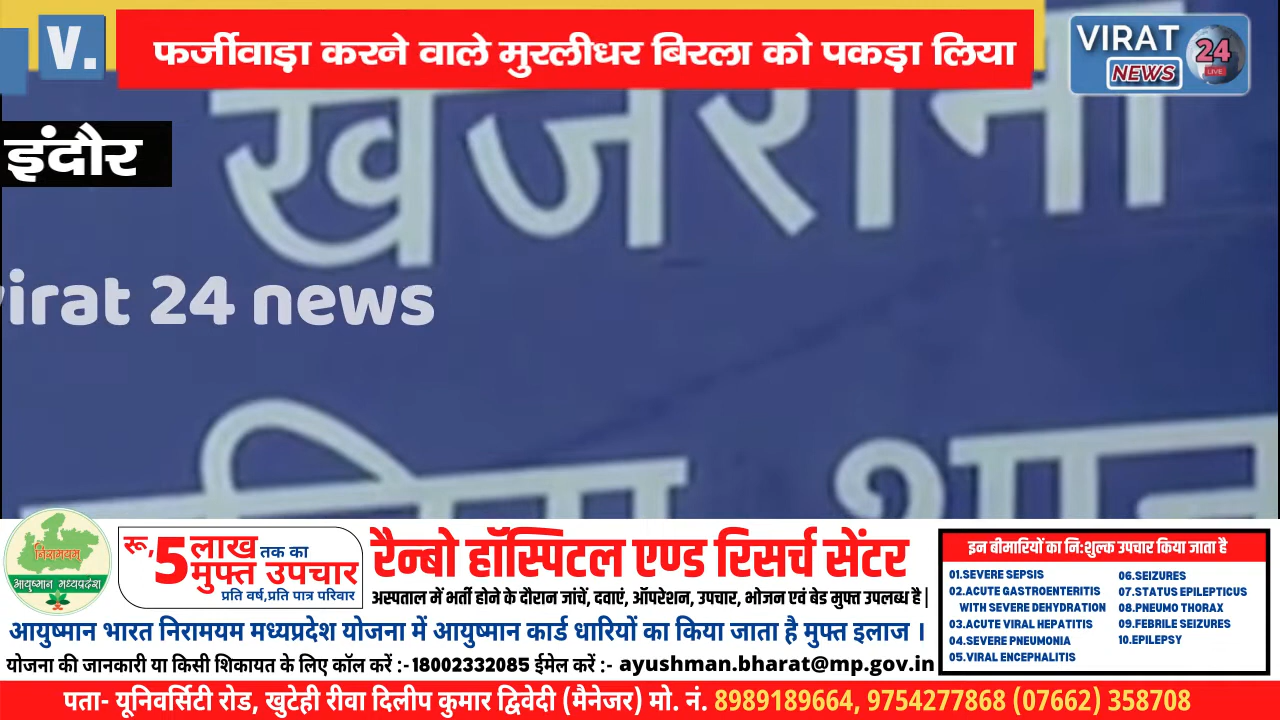 V.
फर्जीवाड़ा करने वाले मुरलीधर बिरला को पकड़ा लिया
VIRAT
NEWS
24
LIVE
इंदौर
खजराना
virat 24 news
निरामयम
आयुष्मान मध्यप्रदेश
रू,5 लाख तक का
मुफ्त उपचार
प्रति वर्ष,प्रति पात्र परिवार
रैन्बो हॉस्पिटल एण्ड रिसर्च सेंटर
अस्पताल में भर्ती होने के दौरान जांचें, दवाएं, ऑपरेशन, उपचार, भोजन एवं बेड मुफ्त उपलब्ध है |
आयुष्मान भारत निरामयम मध्यप्रदेश योजना में आयुष्मान कार्ड धारियों का किया जाता है मुफ्त इलाज ।
योजना की जानकारी या किसी शिकायत के लिए कॉल करें :- 18002332085 ईमेल करें :- ayushman.bharat@mp.gov.in
इन बीमारियों का नि:शुल्क उपचार किया जाता है
01.SEVERE SEPSIS
02.ACUTE GASTROENTERITIS
WITH SEVERE DEHYDRATION
03.ACUTE VIRAL HEPATITIS
04.SEVERE PNEUMONIA
05.VIRAL ENCEPHALITIS
06.SEIZURES
07.STATUS EPILEPTICUS
08.PNEUMO THORAX
09.FEBRILE SEIZURES
10.EPILEPSY
पता- यूनिवर्सिटी रोड, खुटेही रीवा दिलीप कुमार द्विवेदी (मैनेजर) मो. नं. 8989189664, 9754277868 (07662) 358708